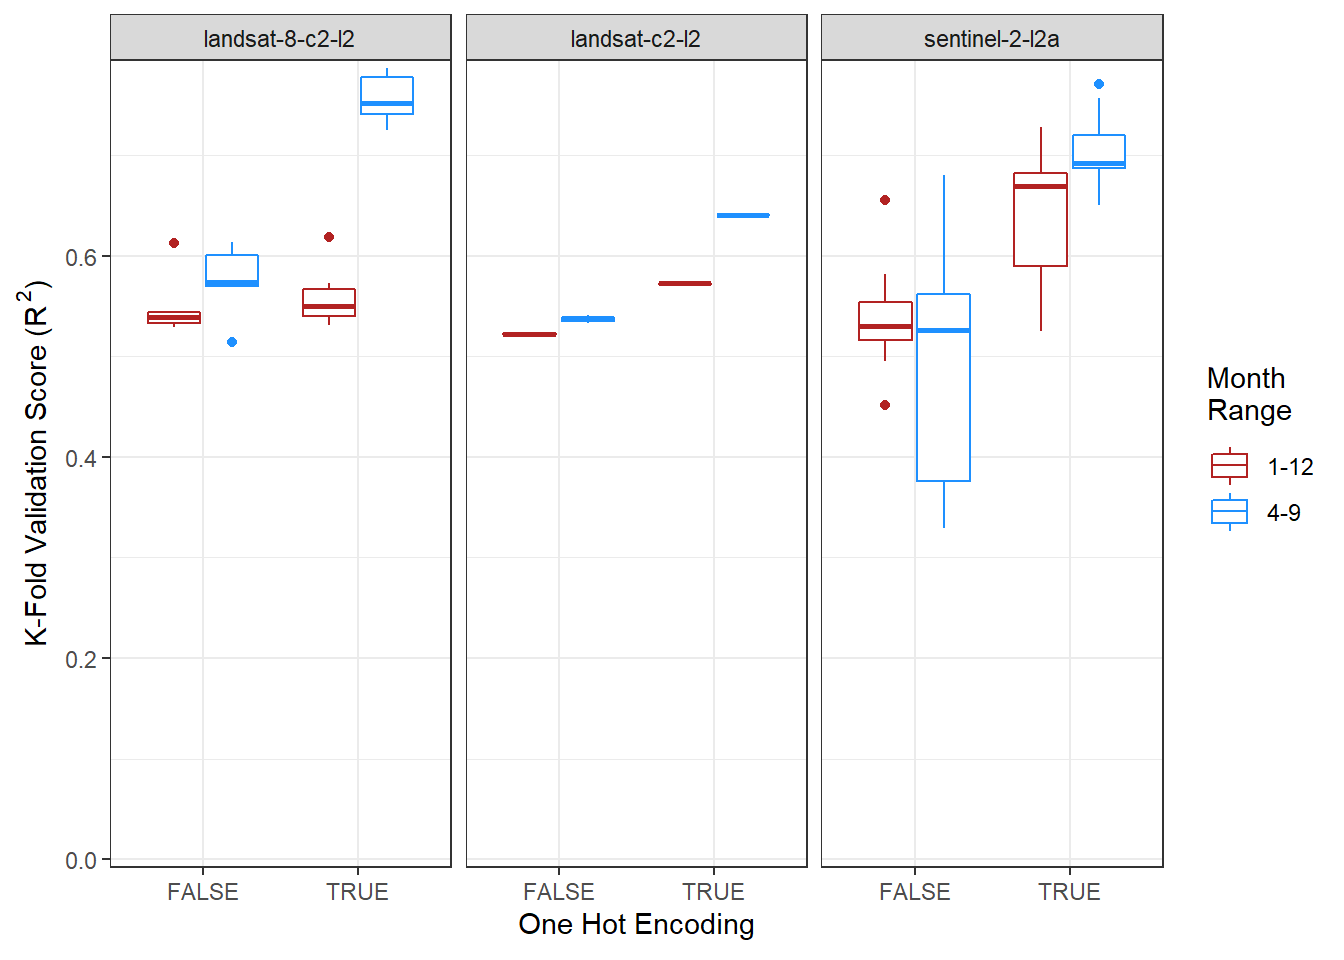 landsat-8-c2-l2
landsat-c2-l2
sentinel-2-l2a
K-Fold Validation Score (R²)
0.6
0.4
0.2
0.0
FALSE
TRUE
FALSE
TRUE
FALSE
TRUE
One Hot Encoding
Month
Range
1-12
4-9